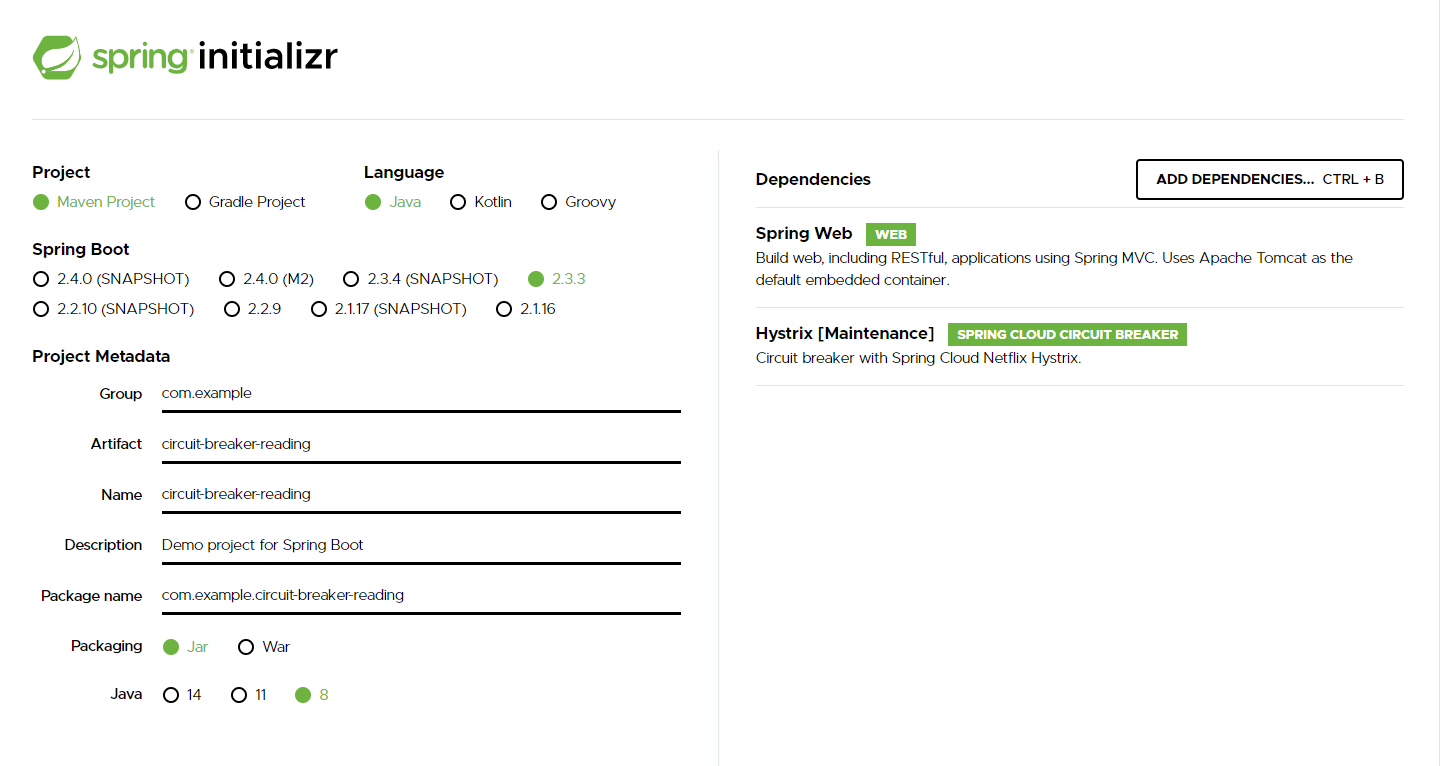 spring initializr
Project
Maven Project
Gradle Project
Language
Java
Kotlin
Groovy
Spring Boot
2.4.0 (SNAPSHOT)
2.4.0 (M2)
2.3.4 (SNAPSHOT)
2.3.3
2.2.10 (SNAPSHOT)
2.2.9
2.1.17 (SNAPSHOT)
2.1.16
Project Metadata
Group
com.example
Artifact
circuit-breaker-reading
Name
circuit-breaker-reading
Description
Demo project for Spring Boot
Package name
com.example.circuit-breaker-reading
Packaging
Jar
War
Java
14
11
8
Dependencies
ADD DEPENDENCIES... CTRL + B
Spring Web WEB
Build web, including RESTful, applications using Spring MVC. Uses Apache Tomcat as the
default embedded container.
Hystrix [Maintenance] SPRING CLOUD CIRCUIT BREAKER
Circuit breaker with Spring Cloud Netflix Hystrix.